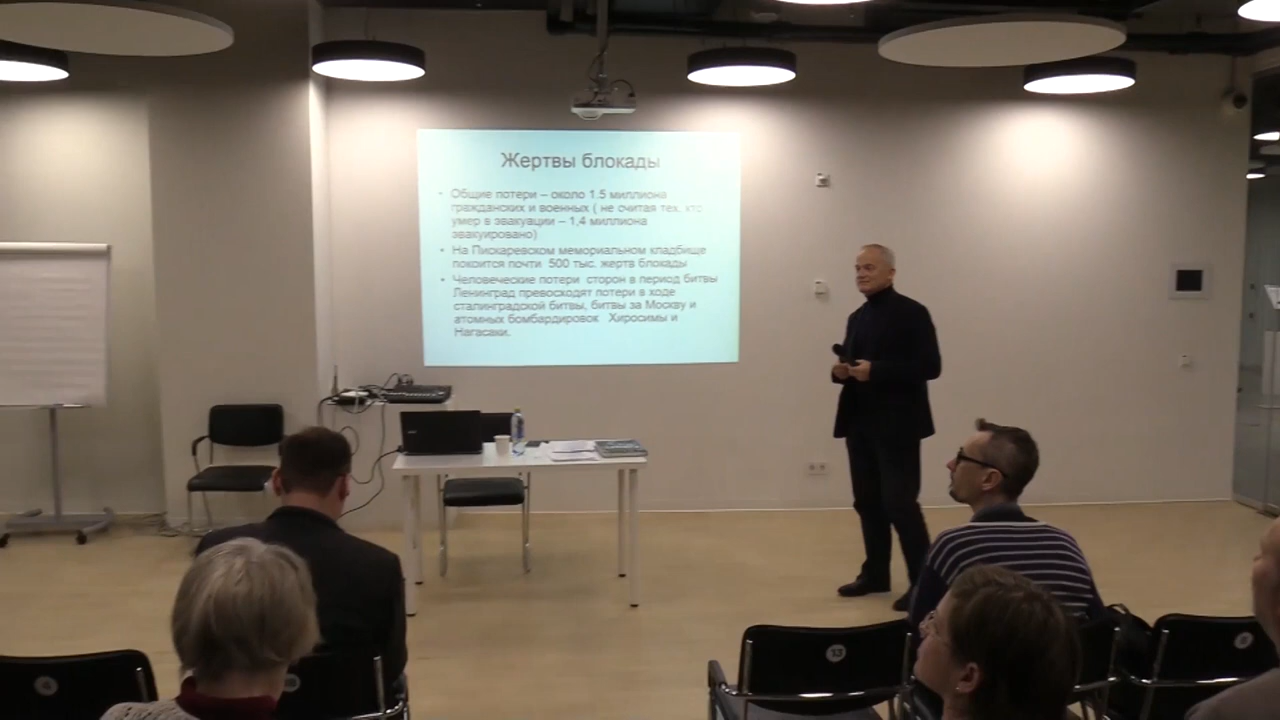 Жертвы блокады
Общие потери – около 1.5 миллиона
гражданских и военных ( не считая тех, кто
умер в эвакуации – 1,4 миллиона
эвакуировано)
На Пискаревском мемориальном кладбище
покоится почти 500 тыс. жертв блокады
Человеческие потери сторон в период битвы
Ленинград превосходят потери в ходе
сталинградской битвы, битвы за Москву и
атомных бомбардировок Хиросимы и
Нагасаки.
13